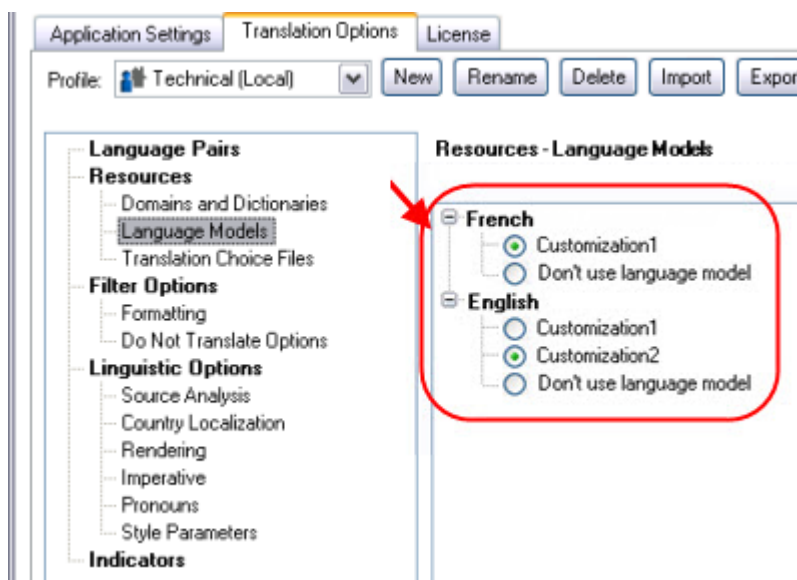 Application Settings Translation Options License
Profile: Technical (Local) New Rename Delete Import Expor
Language Pairs
Resources
Domains and Dictionaries
Language Models
Translation Choice Files
Filter Options
Formatting
Do Not Translate Options
Linguistic Options
Source Analysis
Country Localization
Rendering
Imperative
Pronouns
Style Parameters
Indicators
Resources - Language Models
French
Customization1
Don't use language model
English
Customization1
Customization2
Don't use language model